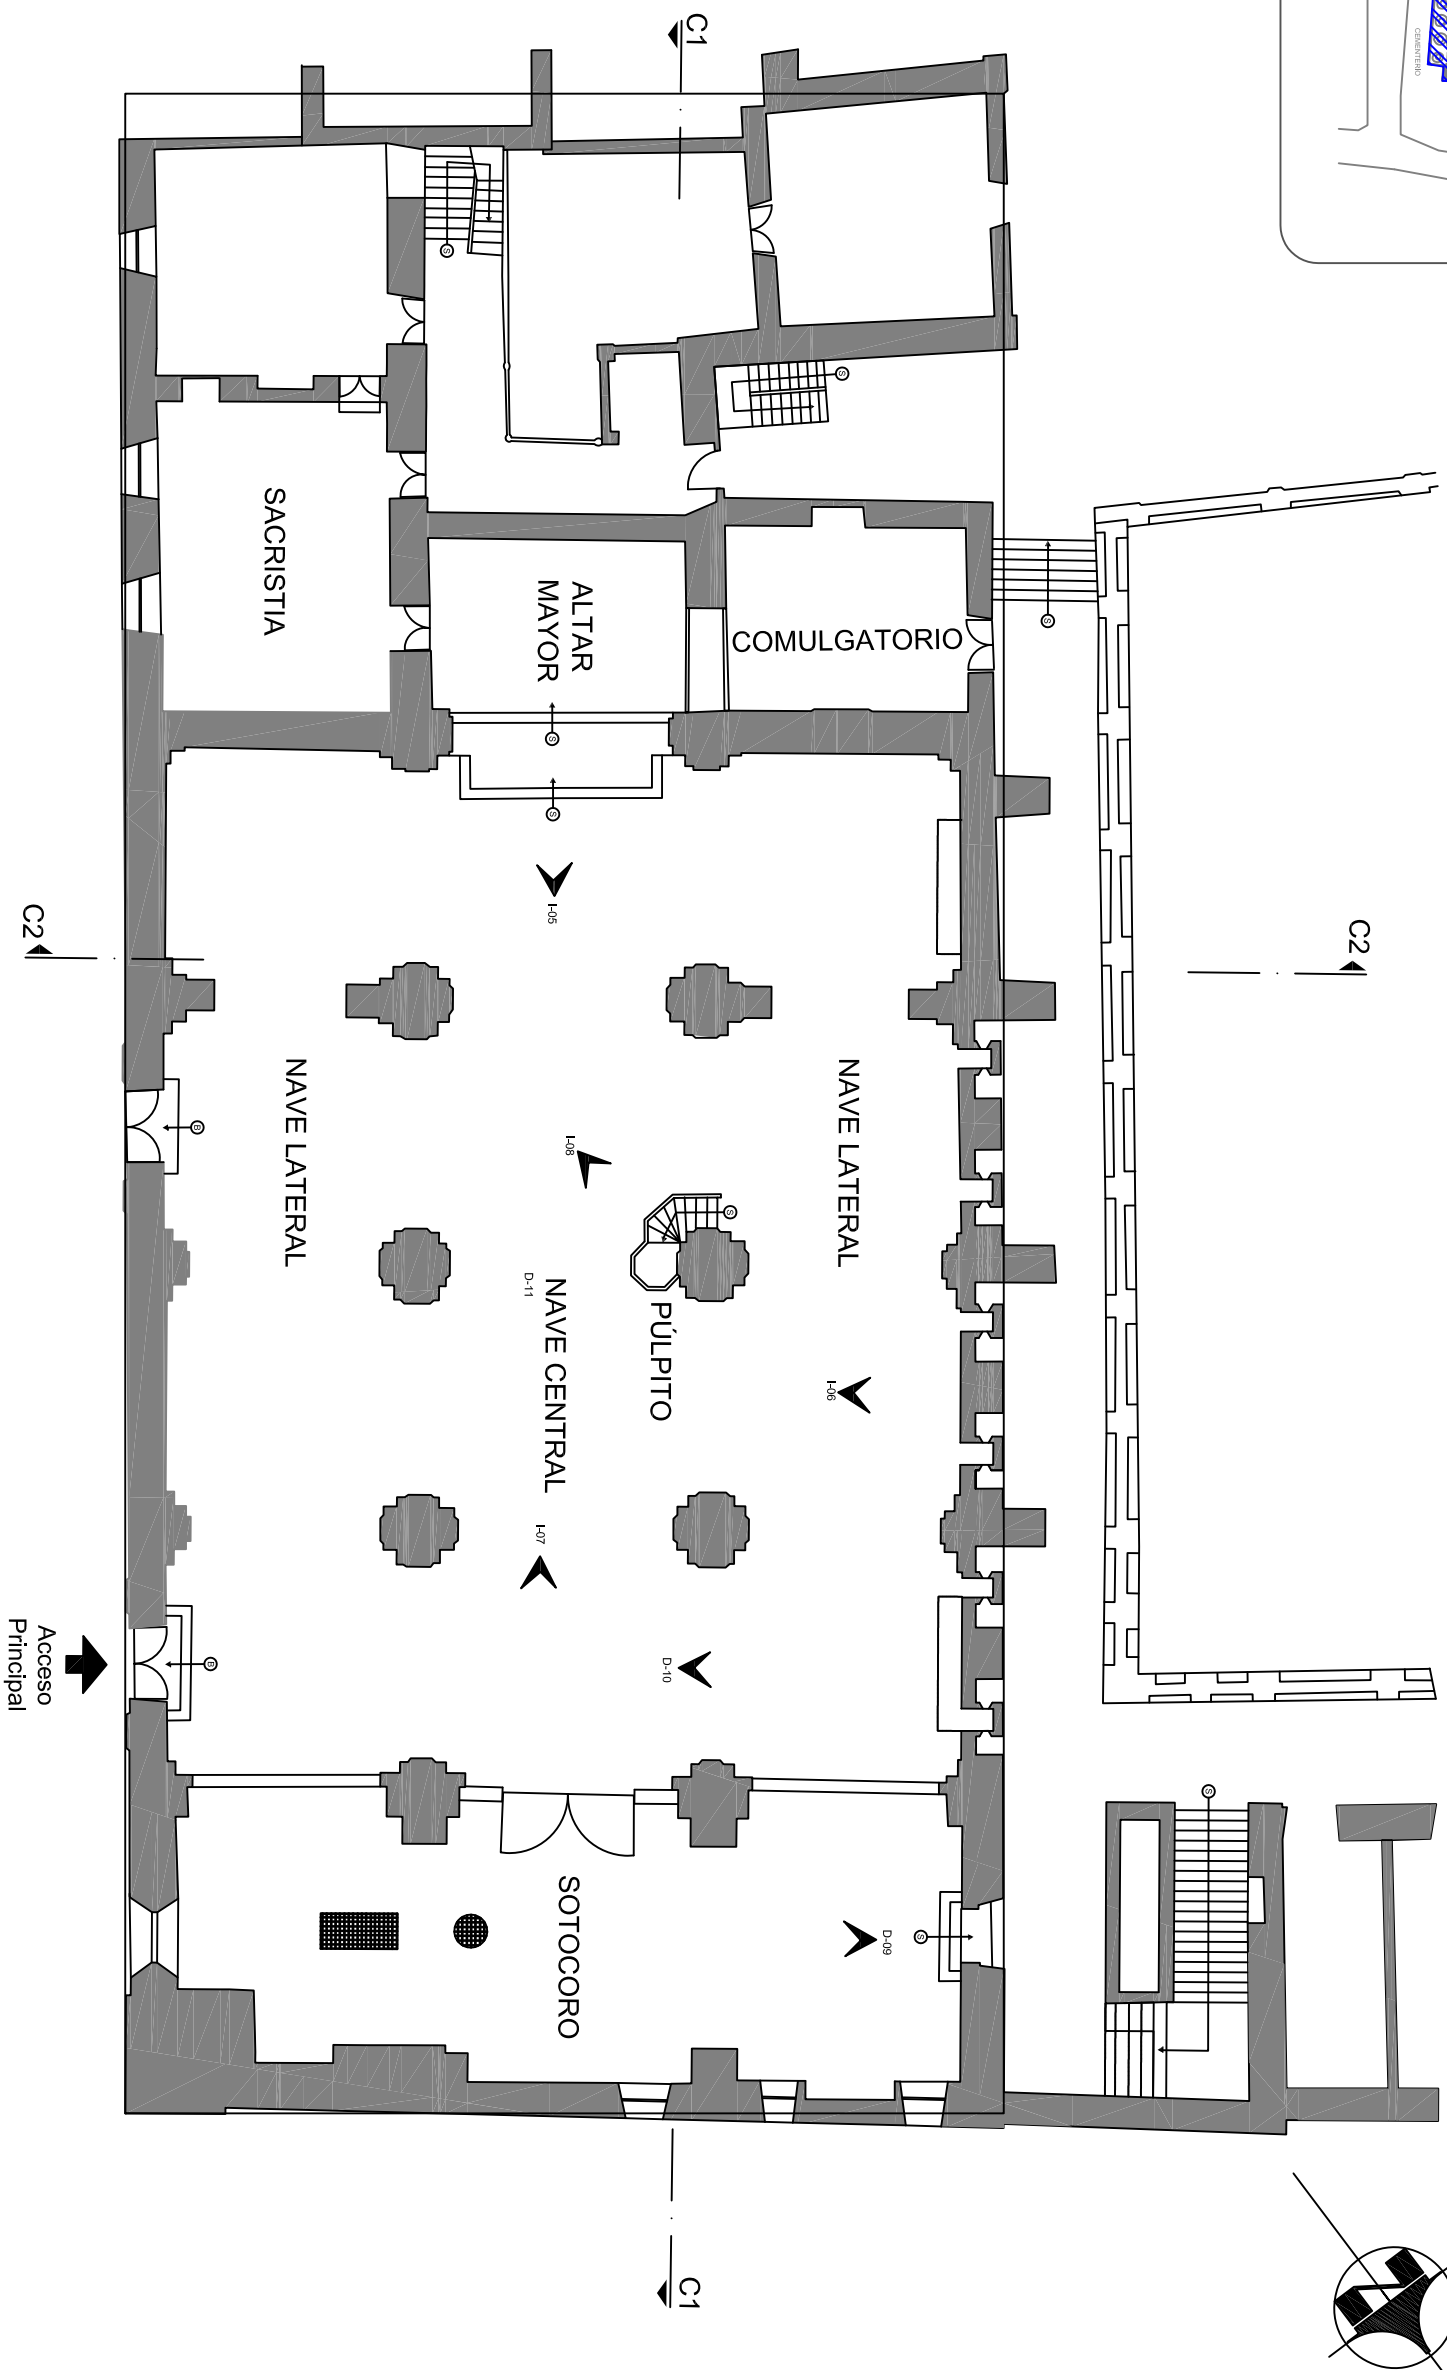 CEMENTERIO
C1
S
S
S
SACRISTIA
ALTAR
MAYOR
COMULGATORIO
S
S
S
I-05
C2
C2
NAVE LATERAL
NAVE LATERAL
B
I-08
S
D-11
NAVE CENTRAL
PÚLPITO
I-06
I-07
D-10
B
Acceso
Principal
S
SOTOCORO
D-09
S
C1
N